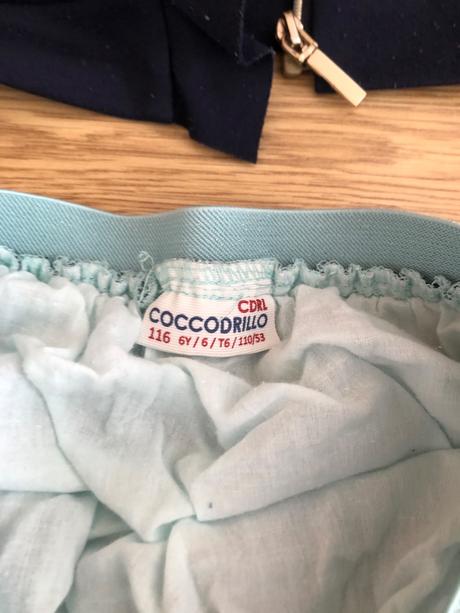 CDRL
COCCODRILLO
116 6Y / 6 / T6 / 110/53